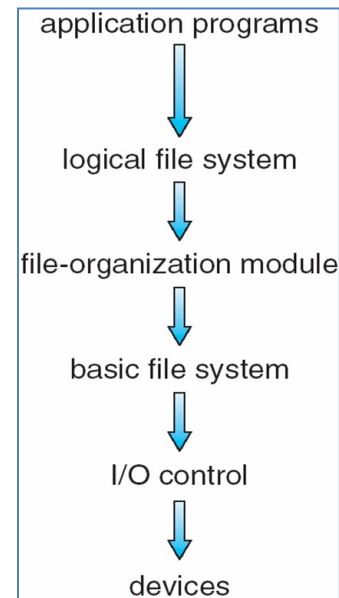 application programs
logical file system
file-organization module
basic file system
I/O control
devices